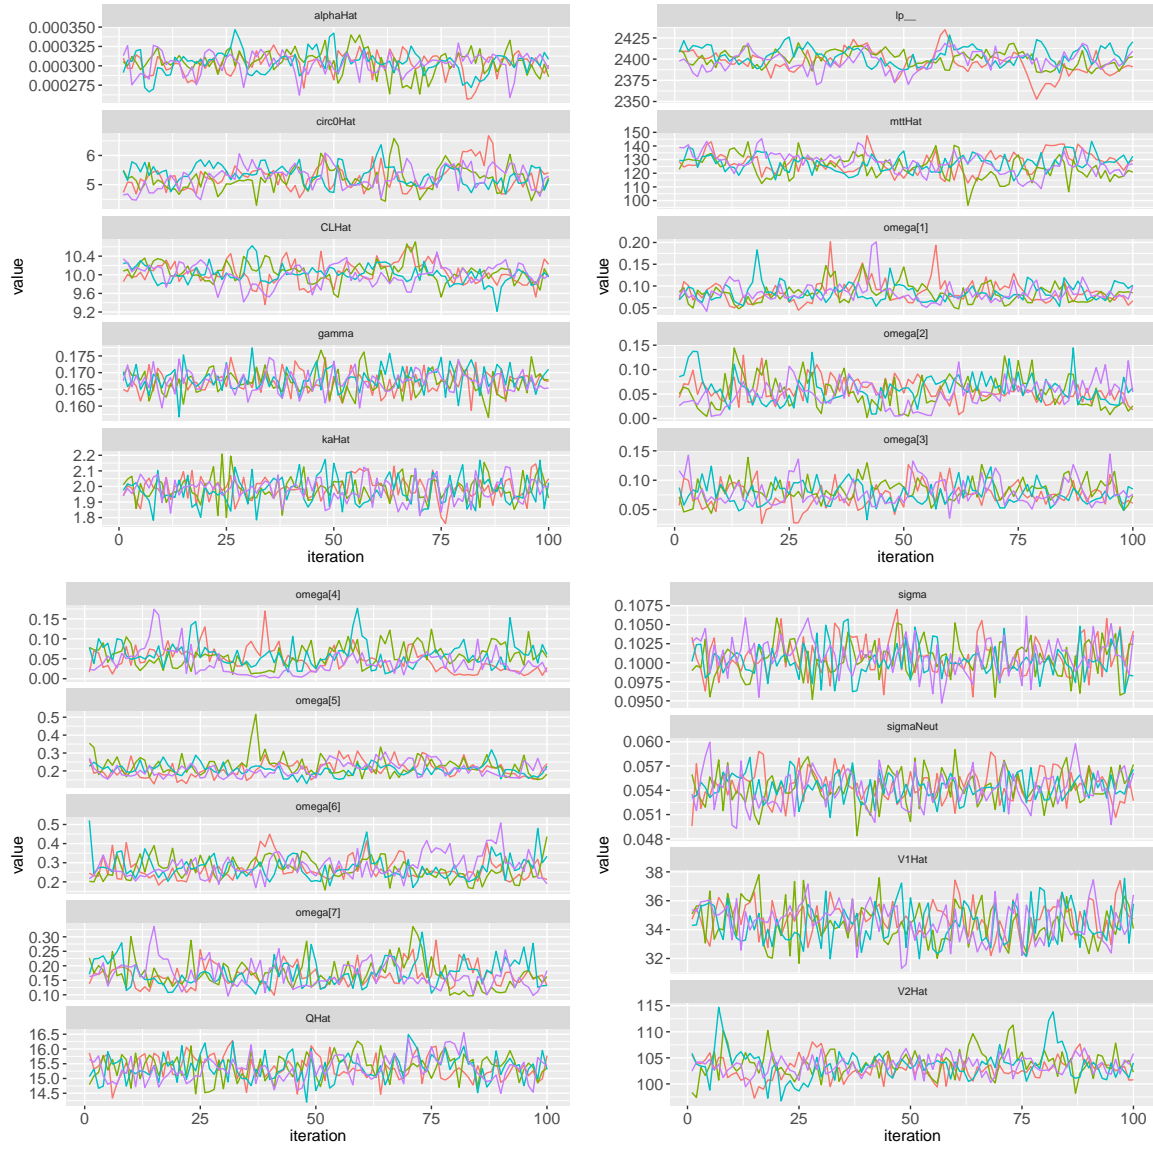 alphaHat
0.000350
0.000325
0.000300
0.000275
circ0Hat
6
5
CLHat
10.4
10.0
9.6
9.2
gamma
0.175
0.170
0.165
0.160
kaHat
2.2
2.1
2.0
1.9
1.8
0 25 50 75 100
iteration
value
lp__
2425
2400
2375
2350
mttHat
150
140
130
120
110
100
omega[1]
0.20
0.15
0.10
0.05
omega[2]
0.15
0.10
0.05
0.00
omega[3]
0.15
0.10
0.05
0 25 50 75 100
iteration
value
omega[4]
0.15
0.10
0.05
0.00
omega[5]
0.5
0.4
0.3
0.2
omega[6]
0.5
0.4
0.3
0.2
omega[7]
0.30
0.25
0.20
0.15
0.10
QHat
16.5
16.0
15.5
15.0
14.5
0 25 50 75 100
iteration
value
sigma
0.1075
0.1050
0.1025
0.1000
0.0975
0.0950
sigmaNeut
0.060
0.057
0.054
0.051
0.048
V1Hat
38
36
34
32
V2Hat
115
110
105
100
0 25 50 75 100
iteration
value